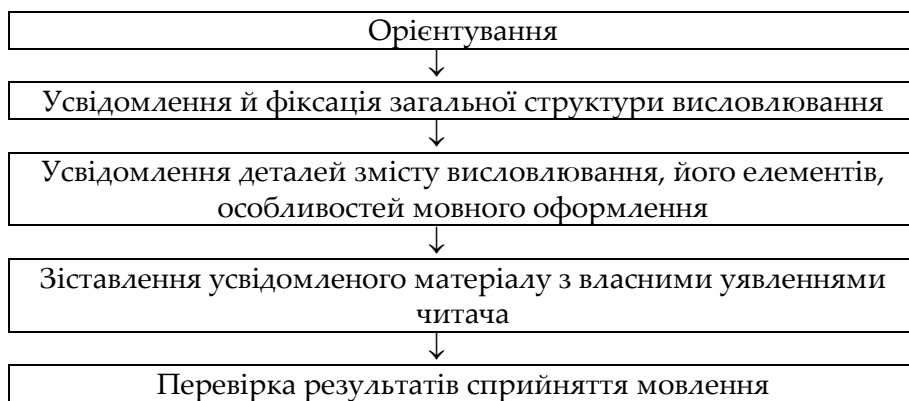 Орієнтування
Усвідомлення й фіксація загальної структури висловлювання
Усвідомлення деталей змісту висловлювання, його елементів,
особливостей мовного оформлення
Зіставлення усвідомленого матеріалу з власними уявленнями
читача
Перевірка результатів сприйняття мовлення